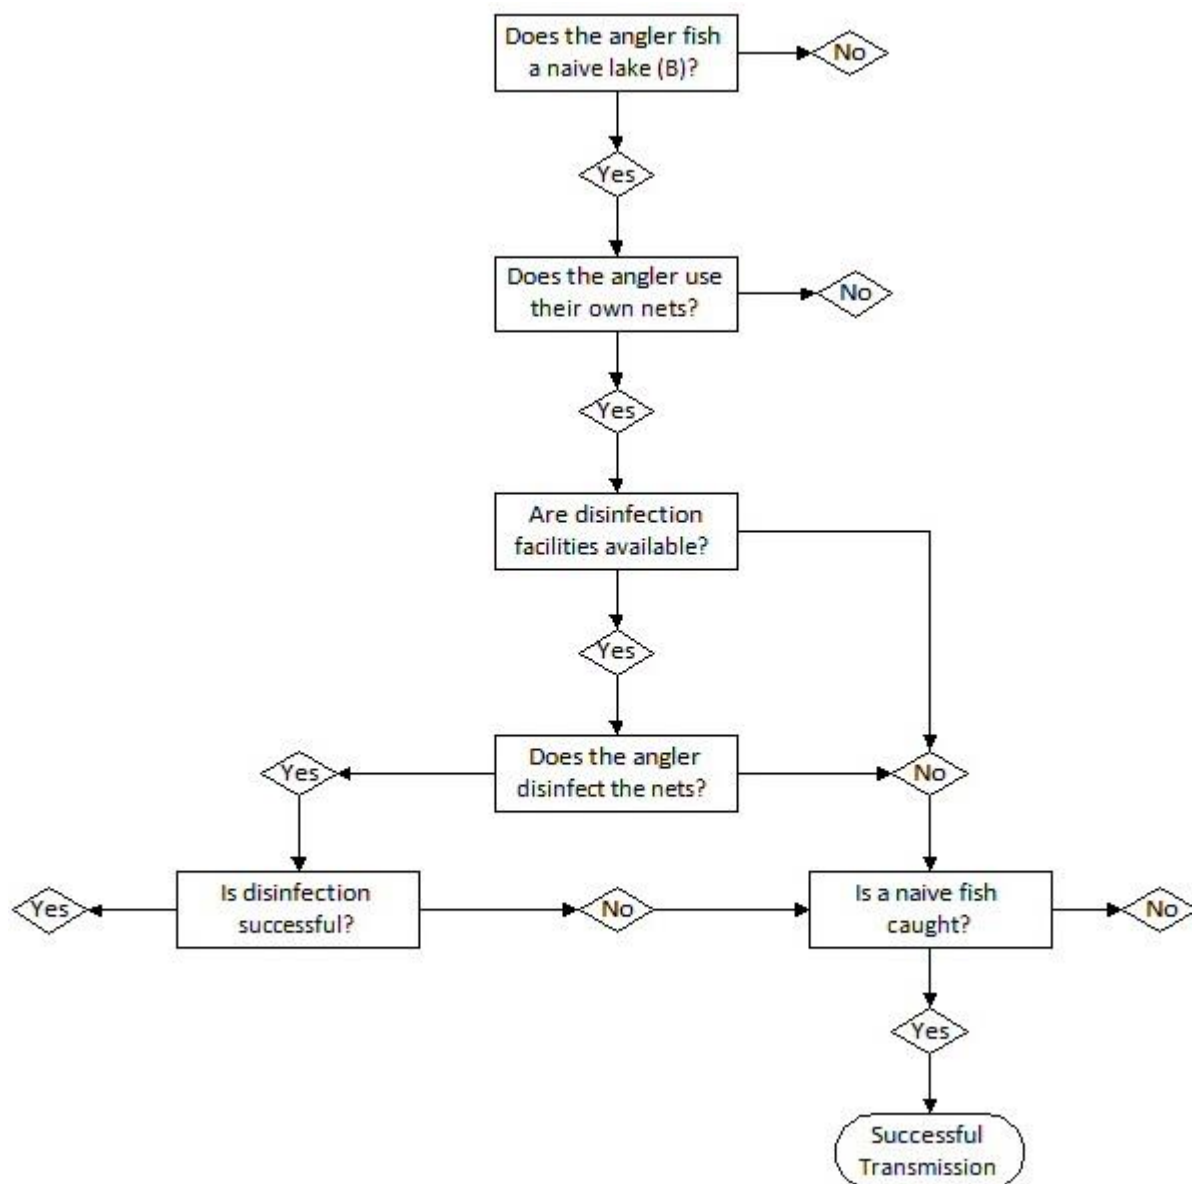 Does the angler fish
a naive lake (B)?
No
Yes
Does the angler use
their own nets?
No
Yes
Are disinfection
facilities available?
Yes
Yes
Does the angler
disinfect the nets?
No
Yes
Is disinfection
successful?
No
Is a naive fish
caught?
No
Yes
Successful
Transmission